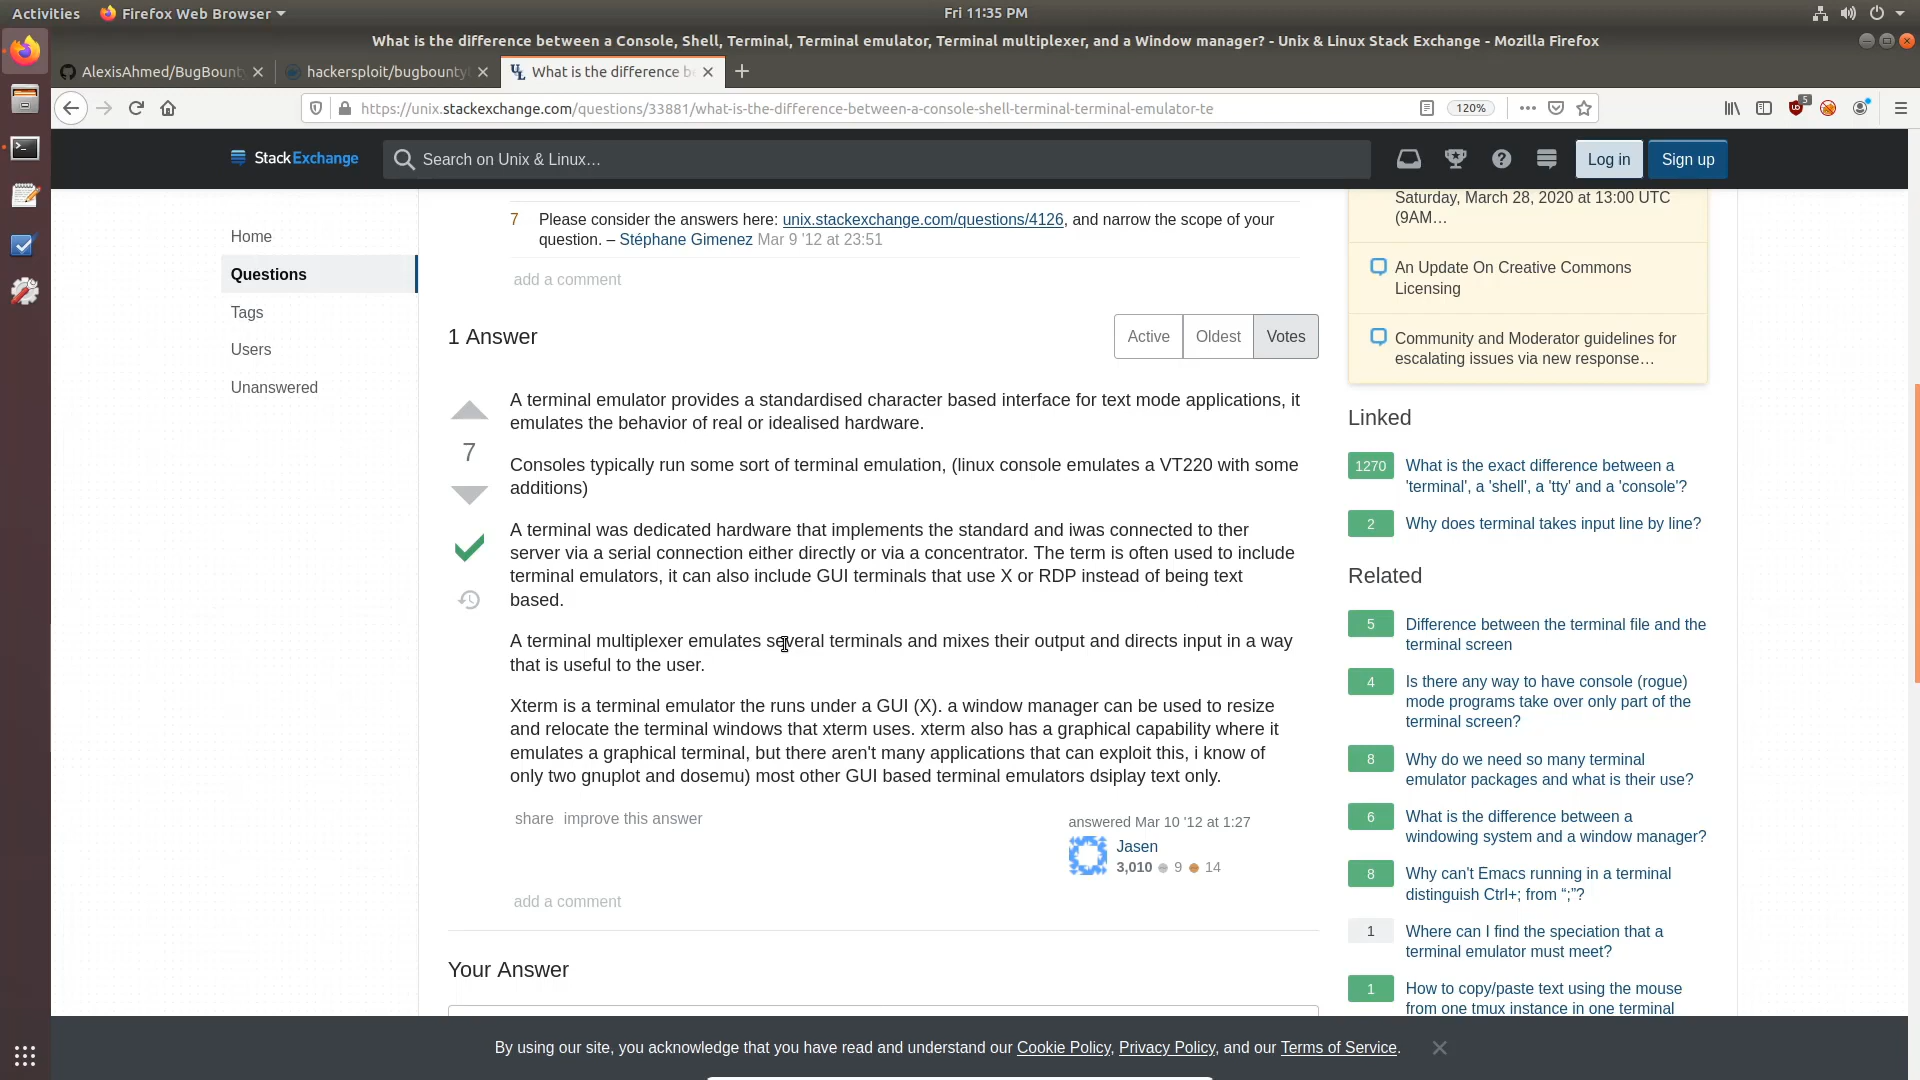 Activities
Firefox Web Browser
Fri 11:35 PM
What is the difference between a Console, Shell, Terminal, Terminal emulator, Terminal multiplexer, and a Window manager? - Unix & Linux Stack Exchange - Mozilla Firefox
AlexisAhmed/BugBounty
hackersploit/bugbounty
What is the difference be
https://unix.stackexchange.com/questions/33881/what-is-the-difference-between-a-console-shell-terminal-terminal-emulator-te
120%
5
StackExchange
Search on Unix & Linux…
Log in
Sign up
Home
Questions
Tags
Users
Unanswered
7 Please consider the answers here: unix.stackexchange.com/questions/4126, and narrow the scope of your
question. – Stéphane Gimenez Mar 9 '12 at 23:51
add a comment
1 Answer
Active
Oldest
Votes
7
A terminal emulator provides a standardised character based interface for text mode applications, it
emulates the behavior of real or idealised hardware.
Consoles typically run some sort of terminal emulation, (linux console emulates a VT220 with some
additions)
A terminal was dedicated hardware that implements the standard and iwas connected to ther
server via a serial connection either directly or via a concentrator. The term is often used to include
terminal emulators, it can also include GUI terminals that use X or RDP instead of being text
based.
A terminal multiplexer emulates several terminals and mixes their output and directs input in a way
that is useful to the user.
Xterm is a terminal emulator the runs under a GUI (X). a window manager can be used to resize
and relocate the terminal windows that xterm uses. xterm also has a graphical capability where it
emulates a graphical terminal, but there aren't many applications that can exploit this, i know of
only two gnuplot and dosemu) most other GUI based terminal emulators dsiplay text only.
share improve this answer
answered Mar 10 '12 at 1:27
Jasen
3,010 9 14
add a comment
Your Answer
Saturday, March 28, 2020 at 13:00 UTC
(9AM…
An Update On Creative Commons
Licensing
Community and Moderator guidelines for
escalating issues via new response…
Linked
1270 What is the exact difference between a
'terminal', a 'shell', a 'tty' and a 'console'?
2 Why does terminal takes input line by line?
Related
5 Difference between the terminal file and the
terminal screen
4 Is there any way to have console (rogue)
mode programs take over only part of the
terminal screen?
8 Why do we need so many terminal
emulator packages and what is their use?
6 What is the difference between a
windowing system and a window manager?
8 Why can't Emacs running in a terminal
distinguish Ctrl+; from “;”?
1 Where can I find the speciation that a
terminal emulator must meet?
1 How to copy/paste text using the mouse
from one tmux instance in one terminal
By using our site, you acknowledge that you have read and understand our Cookie Policy, Privacy Policy, and our Terms of Service.